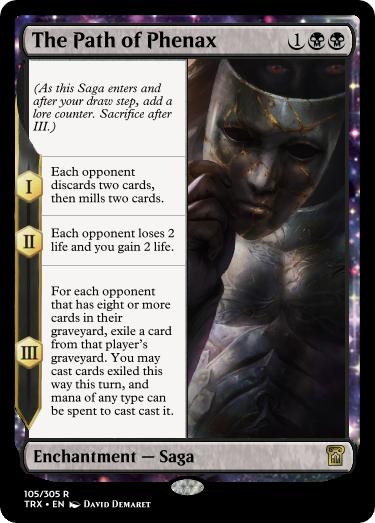 The Path of Phenax 1
(As this Saga enters and
after your draw step, add a
lore counter. Sacrifice after
III.)
I
Each opponent
discards two cards,
then mills two cards.
II
Each opponent loses 2
life and you gain 2 life.
III
For each opponent
that has eight or more
cards in their
graveyard, exile a card
from that player's
graveyard. You may
cast cards exiled this
way this turn, and
mana of any type can
be spent to cast cast it.
Enchantment — Saga
105/305 R
TRX • EN David Demaret